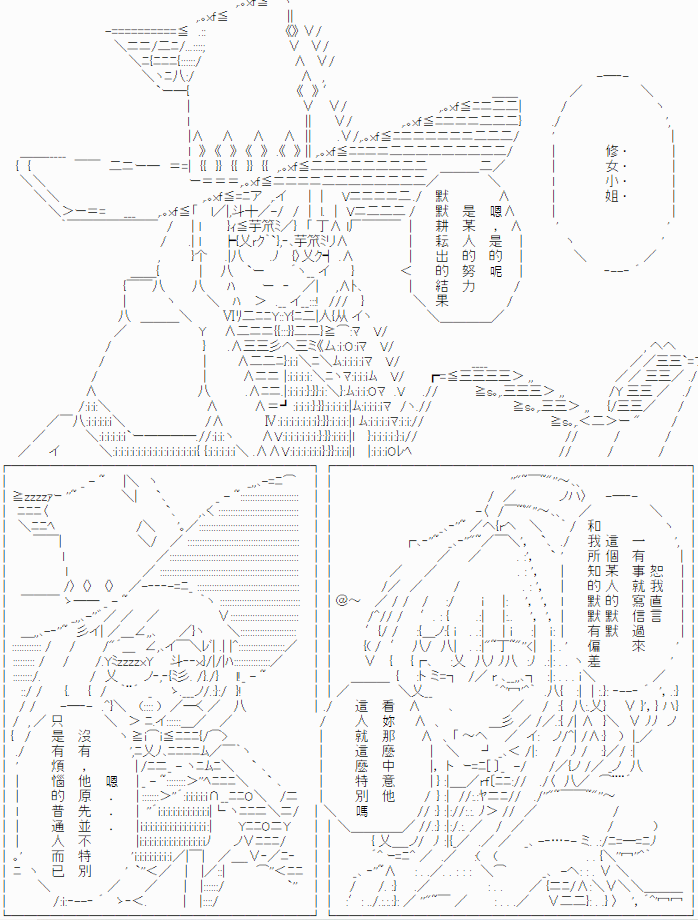 修·
女·
小·
姐·
嗯，是的呢
是某人的努力
默默耕耘出的結果
嗯．．．
沒有，他原先並不特別
只是有煩惱的普通人而已
恕我直言
一有事就寫信過來
這個某人的默默
和我所知的默默有偏差
看妳那麼中意他
這人就這麼特別嗎